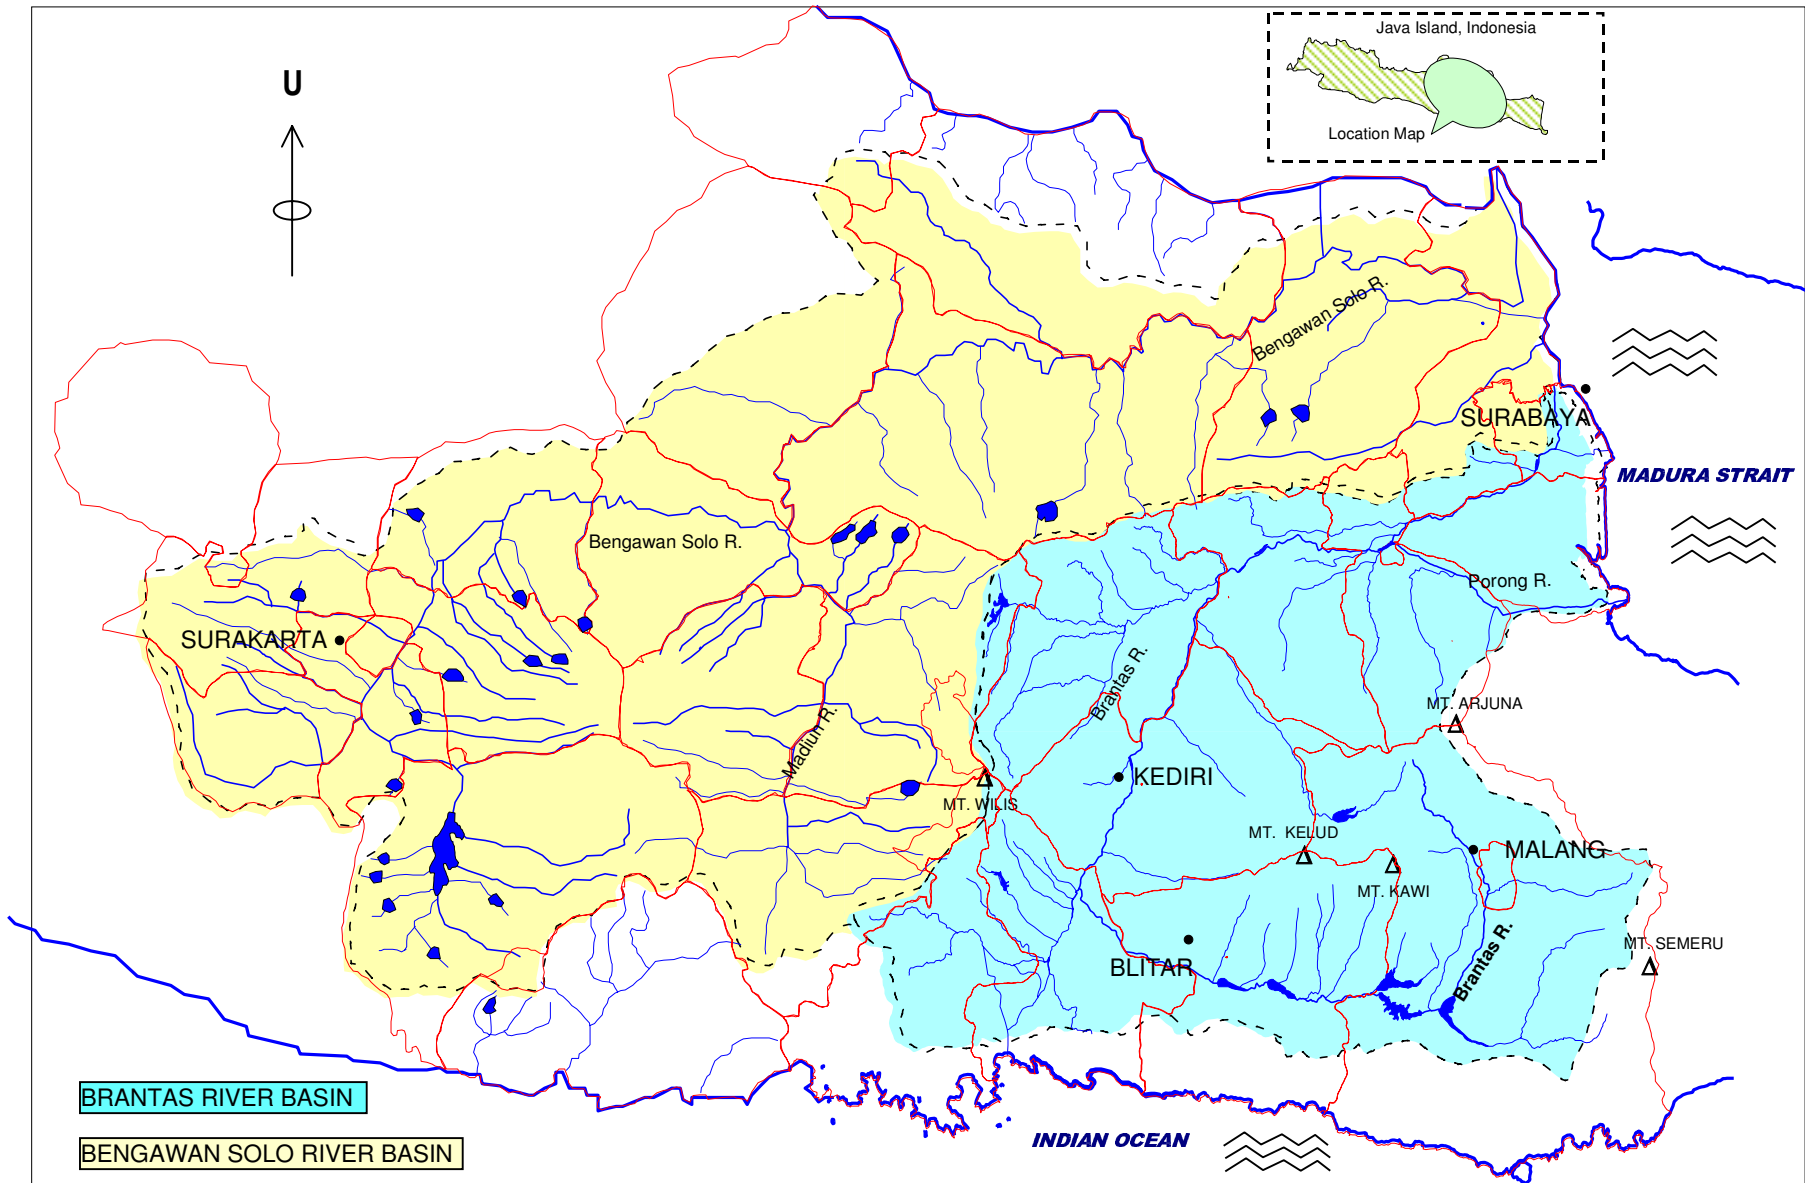 Java Island, Indonesia
U
Location Map
Bengawan Solo R.
SURABAYA
MADURA STRAIT
Bengawan Solo R.
Porong R.
SURAKARTA
Brantas R.
MT. ARJUNA
Madiun R.
KEDIRI
MT. WILIS
MT. KELUD
MALANG
MT. KAWI
MT. SEMERU
BLITAR
Brantas R.
BRANTAS RIVER BASIN
INDIAN OCEAN
BENGAWAN SOLO RIVER BASIN